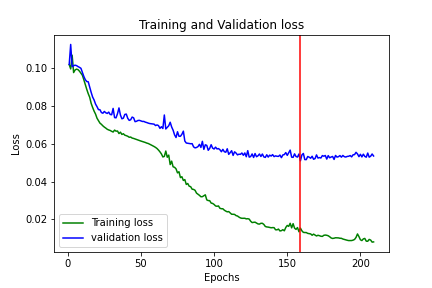 Training and Validation loss
0.10
0.08
0.06
0.04
0.02
Loss
Training loss
validation loss
0
50
100
150
200
Epochs